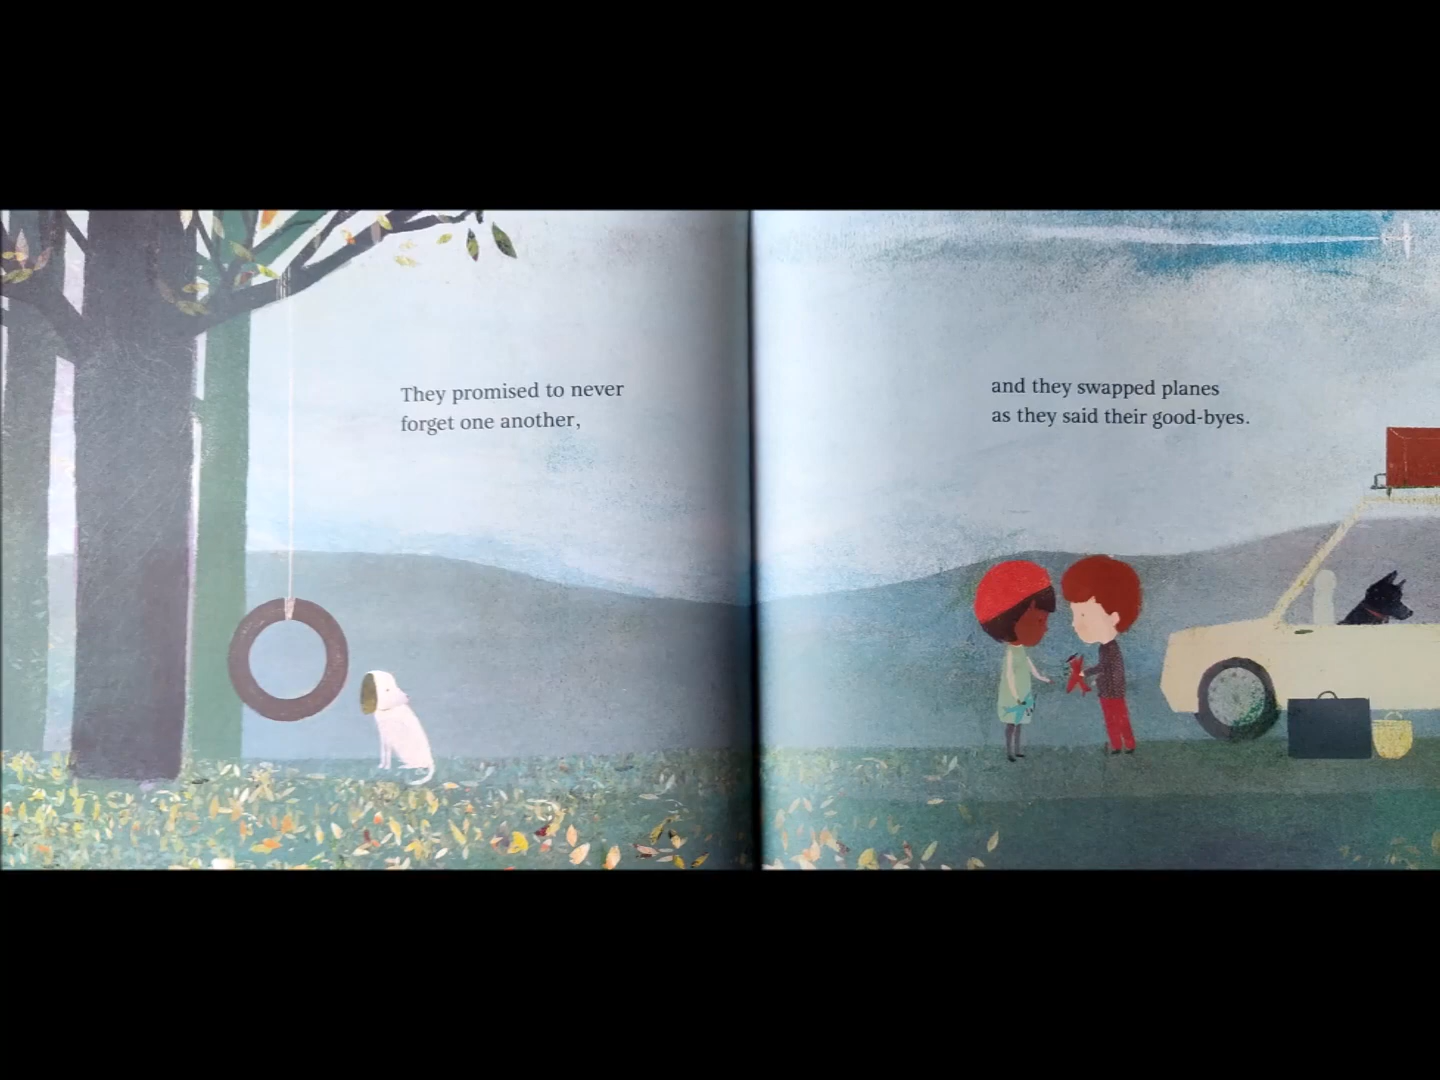 They promised to never
forget one another,
and they swapped planes
as they said their good-byes.